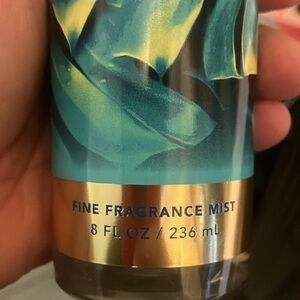 FINE FRAGRANCE MIST
8 FL OZ / 236 mL